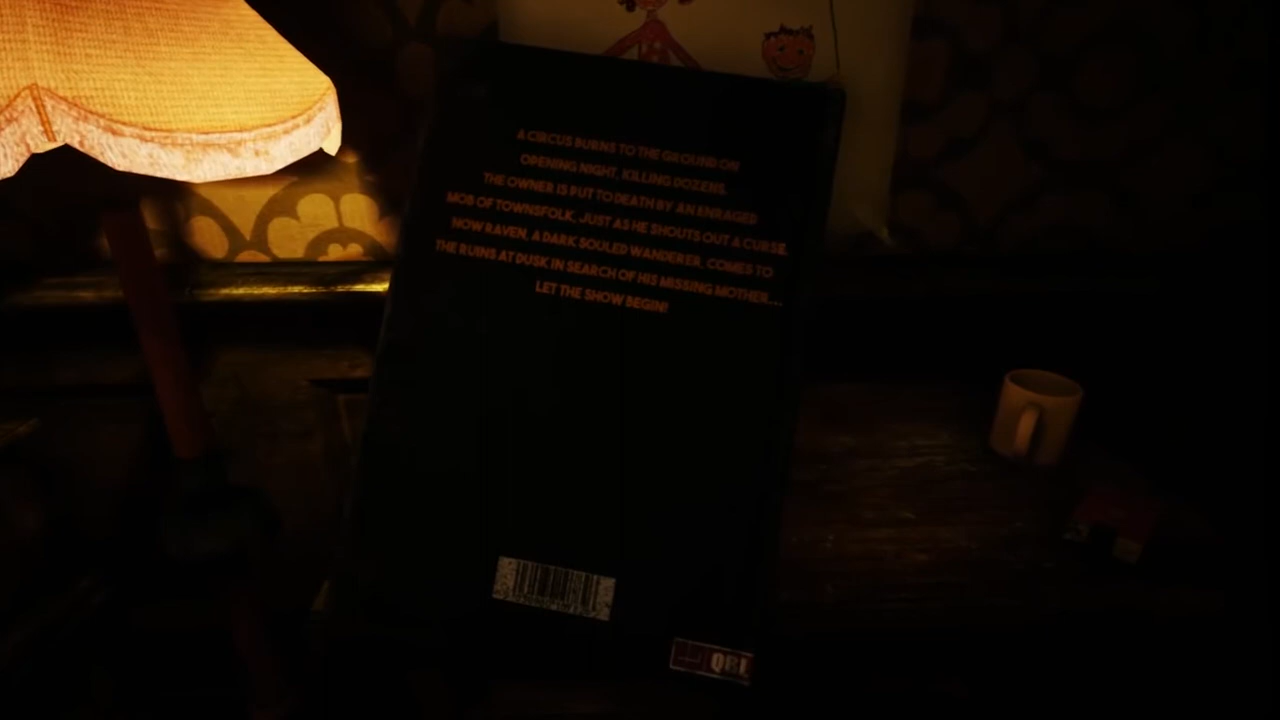 A CIRCUS BURNS TO THE GROUND ON
OPENING NIGHT, KILLING DOZENS.
THE OWNER IS PUT TO DEATH BY AN ENRAGED
MOB OF TOWNSFOLK, JUST AS HE SHOUTS OUT A CURSE.
NOW RAVEN, A DARK SOULED WANDERER, COMES TO
THE RUINS AT DUSK IN SEARCH OF HIS MISSING MOTHER...
LET THE SHOW BEGIN!